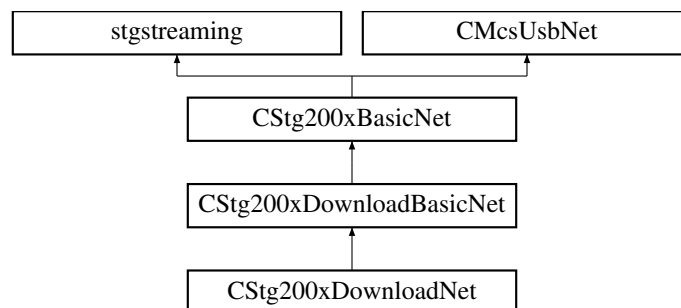 stgstreaming
CMcsUsbNet
CStg200xBasicNet
CStg200xDownloadBasicNet
CStg200xDownloadNet